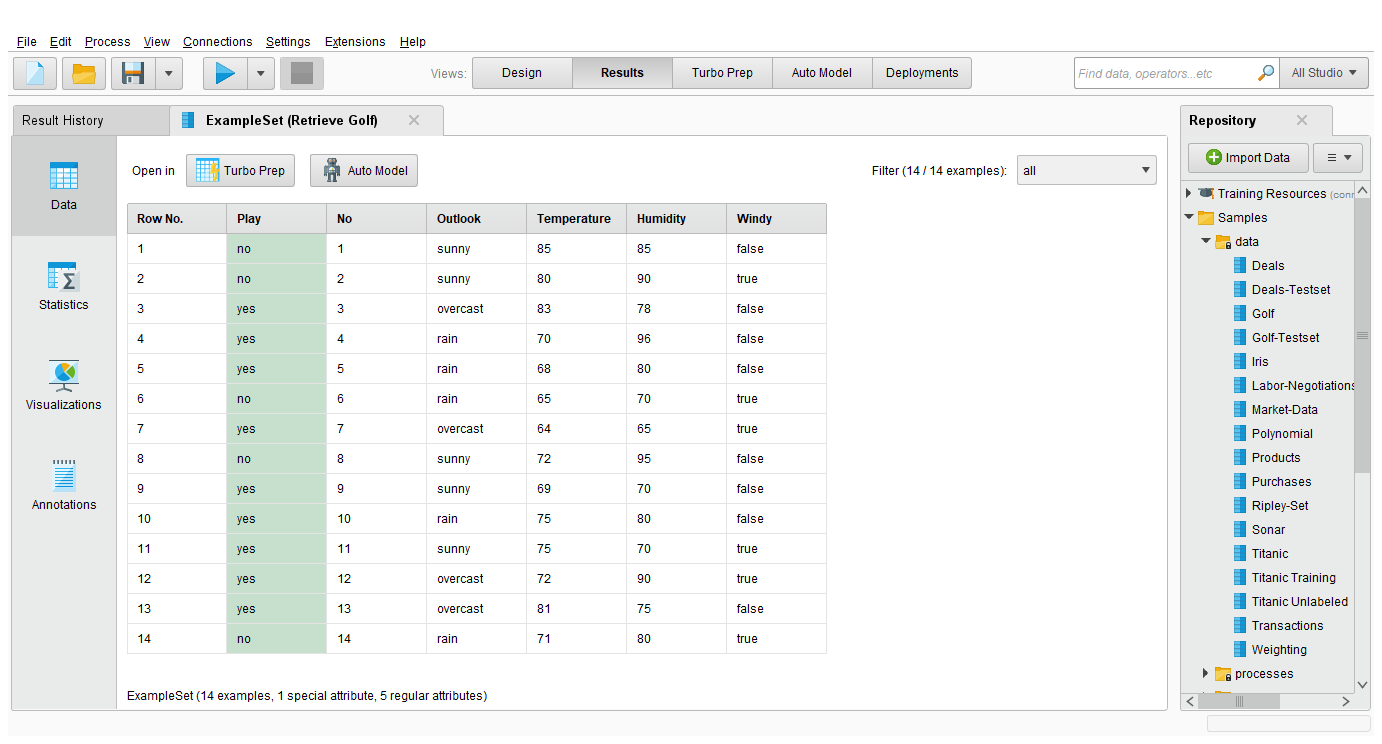 File Edit Process View Connections Settings Extensions Help
Views: Design Results Turbo Prep Auto Model Deployments Find data, operators...etc All Studio
Result History ExampleSet (Retrieve Golf) Repository
Open in Turbo Prep Auto Model Filter (14 / 14 examples): all
Data
Statistics
Visualizations
Annotations
Row No. Play No Outlook Temperature Humidity Windy
1 no 1 sunny 85 85 false
2 no 2 sunny 80 90 true
3 yes 3 overcast 83 78 false
4 yes 4 rain 70 96 false
5 yes 5 rain 68 80 false
6 no 6 rain 65 70 true
7 yes 7 overcast 64 65 true
8 no 8 sunny 72 95 false
9 yes 9 sunny 69 70 false
10 yes 10 rain 75 80 false
11 yes 11 sunny 75 70 true
12 yes 12 overcast 72 90 true
13 yes 13 overcast 81 75 false
14 no 14 rain 71 80 true
ExampleSet (14 examples, 1 special attribute, 5 regular attributes)
Import Data
Training Resources (conn
Samples
data
Deals
Deals-Testset
Golf
Golf-Testset
Iris
Labor-Negotiations
Market-Data
Polynomial
Products
Purchases
Ripley-Set
Sonar
Titanic
Titanic Training
Titanic Unlabeled
Transactions
Weighting
processes